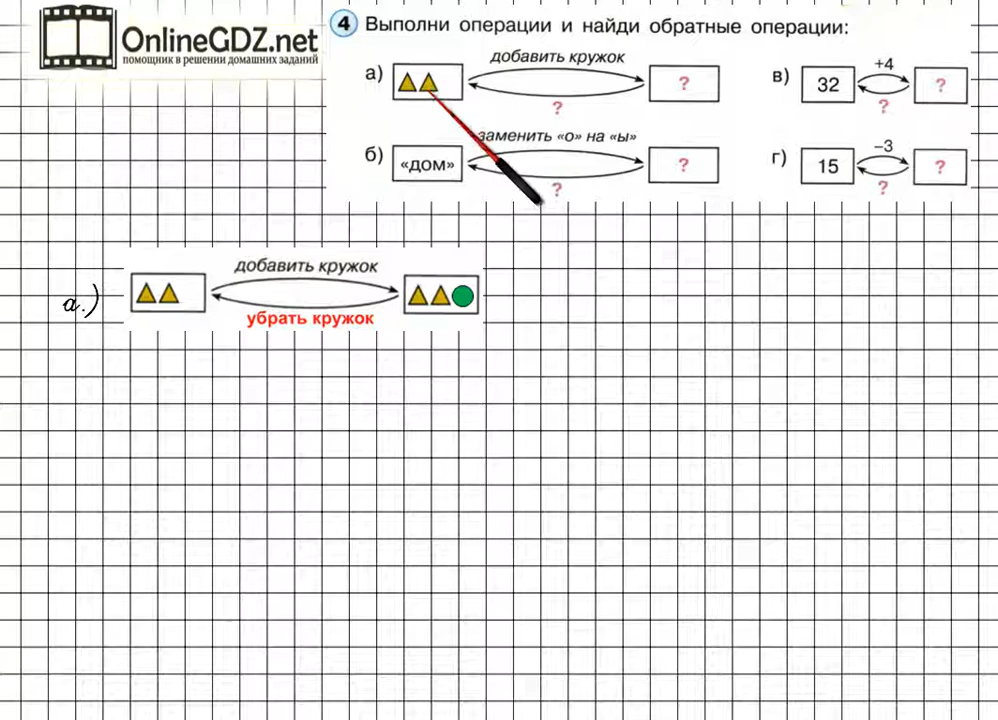 OnlineGDZ.net
помощник в решении домашних заданий
4 Выполни операции и найди обратные операции:
а) добавить кружок ? ?
б) «дом» заменить «о» на «ы» ? ?
в) 32 +4 ? ?
г) 15 –3 ? ?
а.) добавить кружок
убрать кружок